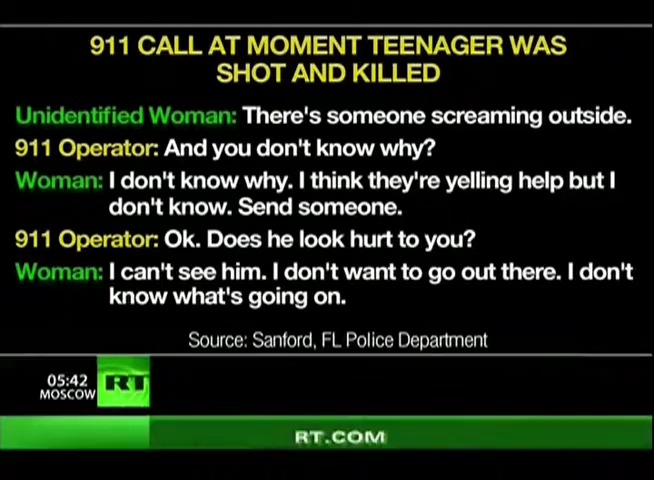 911 CALL AT MOMENT TEENAGER WAS
SHOT AND KILLED
Unidentified Woman: There's someone screaming outside.
911 Operator: And you don't know why?
Woman: I don't know why. I think they're yelling help but I
don't know. Send someone.
911 Operator: Ok. Does he look hurt to you?
Woman: I can't see him. I don't want to go out there. I don't
know what's going on.
Source: Sanford, FL Police Department
05:42
MOSCOW
RT
RT.COM